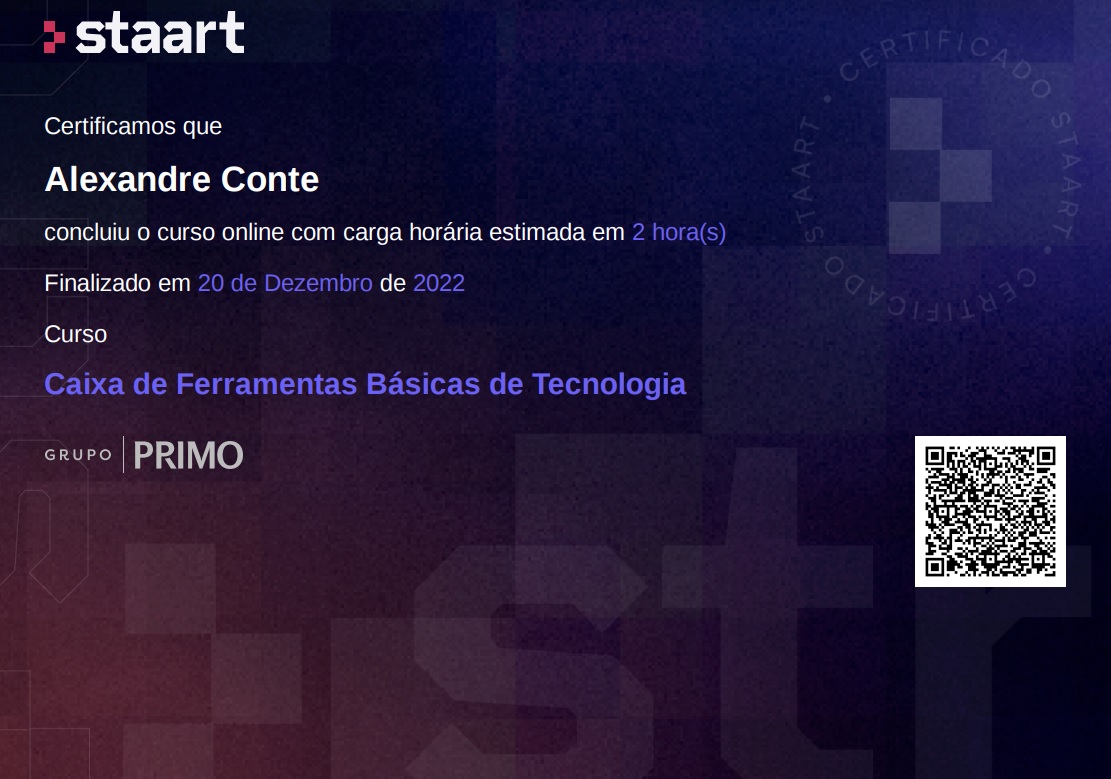 staart
CERTIFICADO STAART • CERTIFICADO STAART •
Certificamos que
Alexandre Conte
concluiu o curso online com carga horária estimada em 2 hora(s)
Finalizado em 20 de Dezembro de 2022
Curso
Caixa de Ferramentas Básicas de Tecnologia
GRUPO PRIMO
st